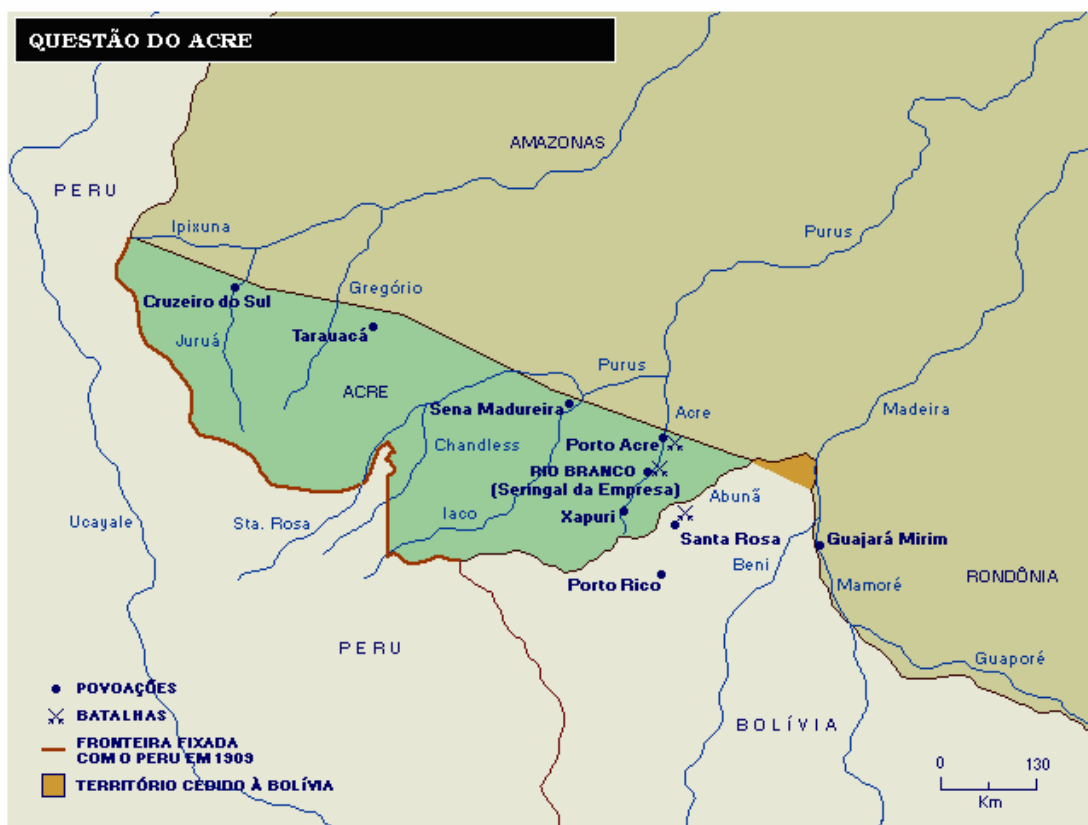 QUESTÃO DO ACRE
AMAZONAS
PERU
Ipixuna
Purus
Gregório
Cruzeiro do Sul
Tarauacá
Juruá
Purus
ACRE
Sena Madureira
Acre
Madeira
Porto Acre
Chandless
RIO BRANCO
(Seringal da Empresa)
Abunã
Iaco
Xapuri
Ucayale
Sta. Rosa
Santa Rosa
Guajará Mirim
Beni
Porto Rico
Mamoré
RONDÔNIA
PERU
Guaporé
POVOAÇÕES
BATALHAS
BOLÍVIA
FRONTEIRA FIXADA
COM O PERU EM 1909
TERRITÓRIO CEDIDO À BOLÍVIA
0 130
Km